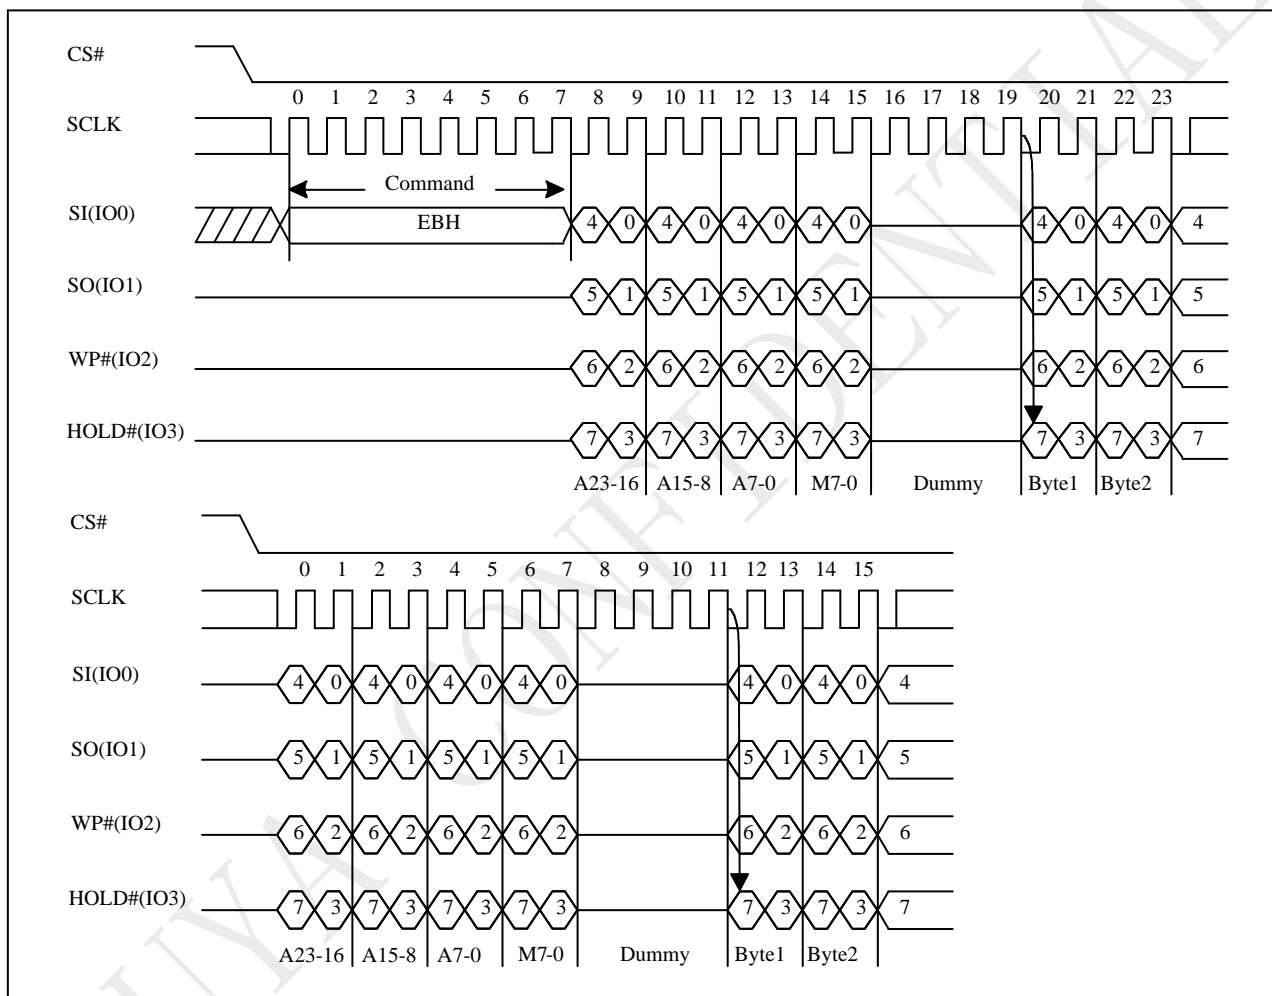 CS#
0 1 2 3 4 5 6 7 8 9 10 11 12 13 14 15 16 17 18 19 20 21 22 23
SCLK
Command
SI(IO0) EBH 4 0 4 0 4 0 4 0 4 0 4 0 4
SO(IO1) 5 1 5 1 5 1 5 1 5 1 5 1 5
WP#(IO2) 6 2 6 2 6 2 6 2 6 2 6 2 6
HOLD#(IO3) 7 3 7 3 7 3 7 3 7 3 7 3 7
A23-16 A15-8 A7-0 M7-0 Dummy Byte1 Byte2
CS#
0 1 2 3 4 5 6 7 8 9 10 11 12 13 14 15
SCLK
SI(IO0) 4 0 4 0 4 0 4 0 4 0 4 0 4
SO(IO1) 5 1 5 1 5 1 5 1 5 1 5 1 5
WP#(IO2) 6 2 6 2 6 2 6 2 6 2 6 2 6
HOLD#(IO3) 7 3 7 3 7 3 7 3 7 3 7 3 7
A23-16 A15-8 A7-0 M7-0 Dummy Byte1 Byte2
UYA CONFIDENTIAL